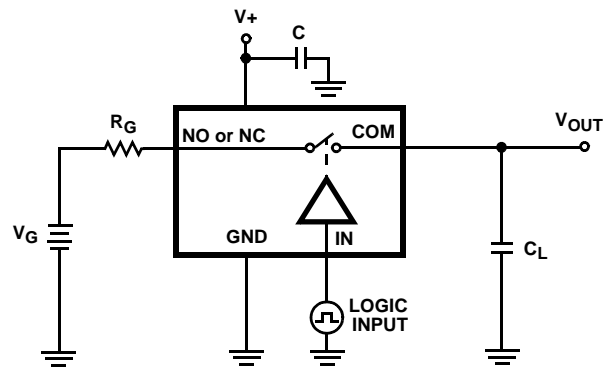 V+
C
RG
NO or NC
COM
VOUT
VG
GND
IN
CL
LOGIC
INPUT